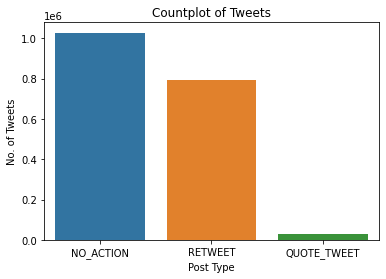 Countplot of Tweets
1e6
1.0
0.8
0.6
0.4
0.2
0.0
No. of Tweets
NO_ACTION RETWEET QUOTE_TWEET
Post Type